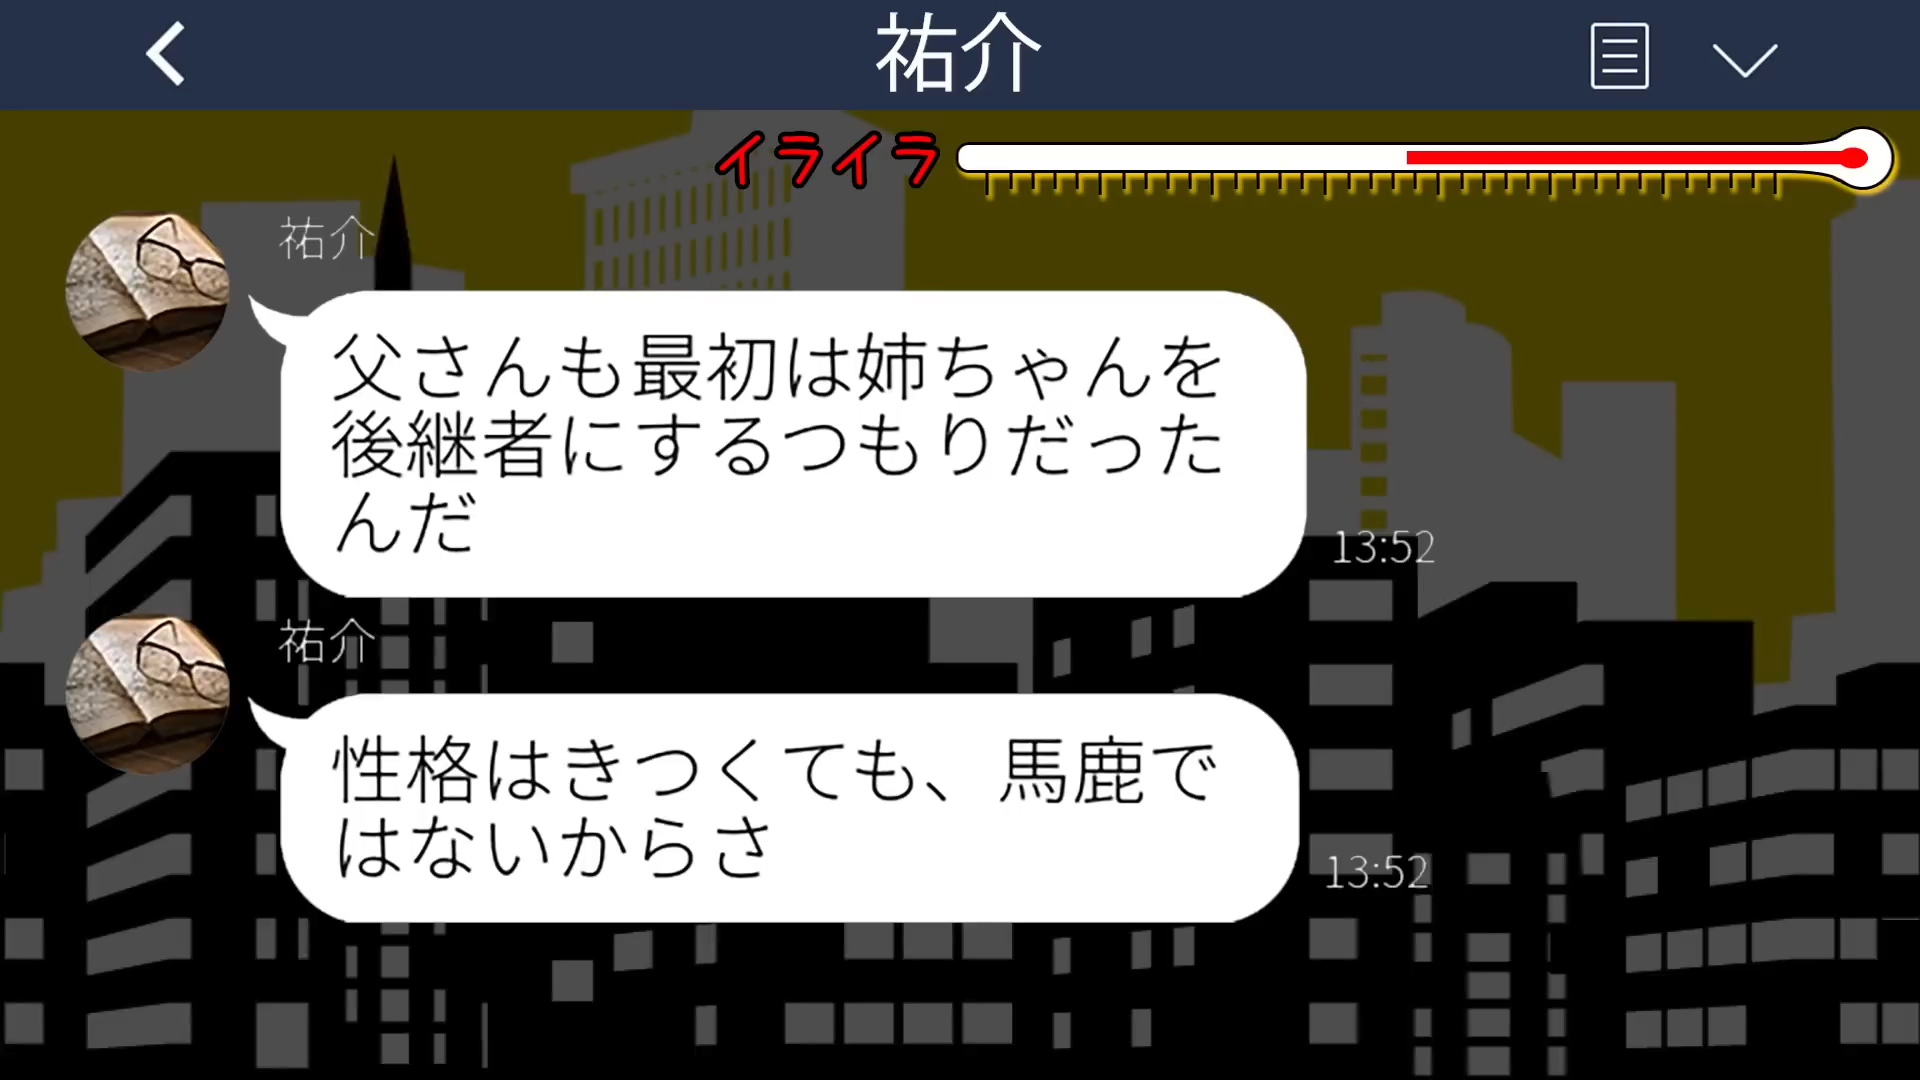 祐介
イライラ
祐介
父さんも最初は姉ちゃんを
後継者にするつもりだった
んだ
13:52
祐介
性格はきつくても、馬鹿で
はないからさ
13:52